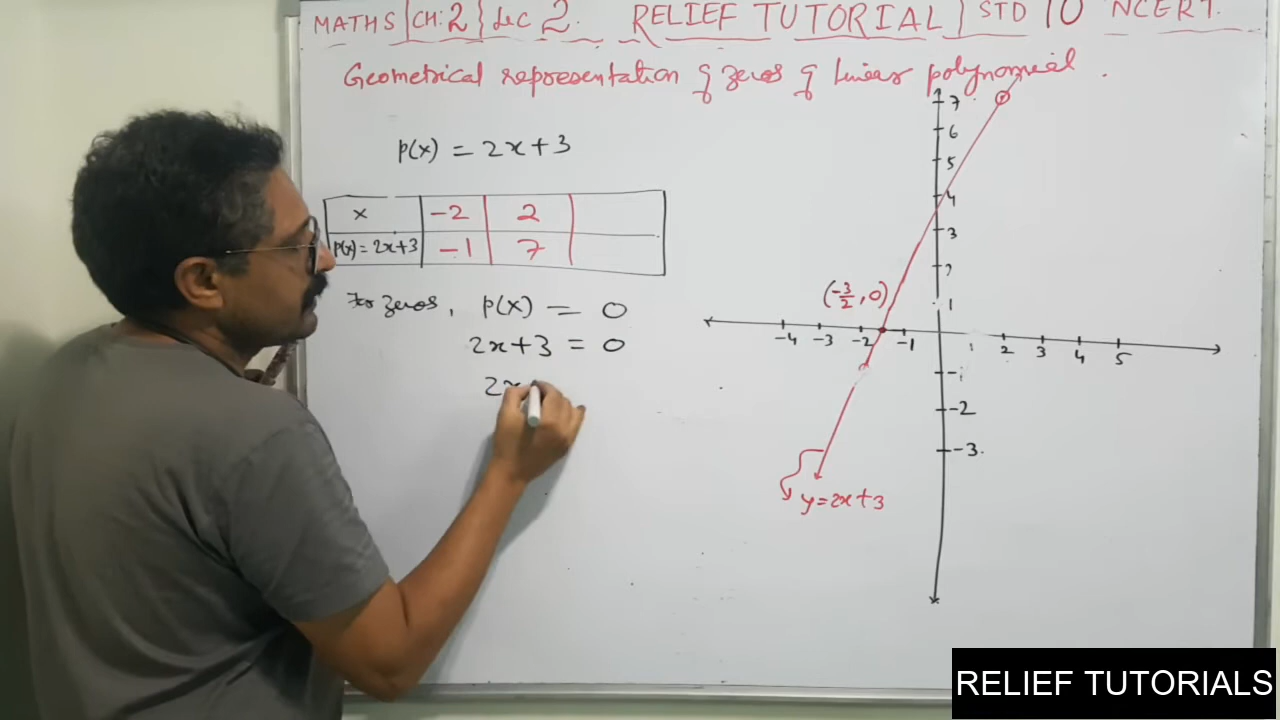 MATHS | CH: 2 | Lec 2. RELIEF TUTORIAL | STD 10 NCERT.
Geometrical representation of zeros of linear polynomial.
p(x) = 2x+3
x -2 2
p(x) = 2x+3 -1 7
For zeros, p(x) = 0
2x+3 = 0
2x
7
6
5
4
3
2
1
(-3/2, 0)
-4 -3 -2 -1 1 2 3 4 5
-1
-2
-3
y=2x+3
RELIEF TUTORIALS